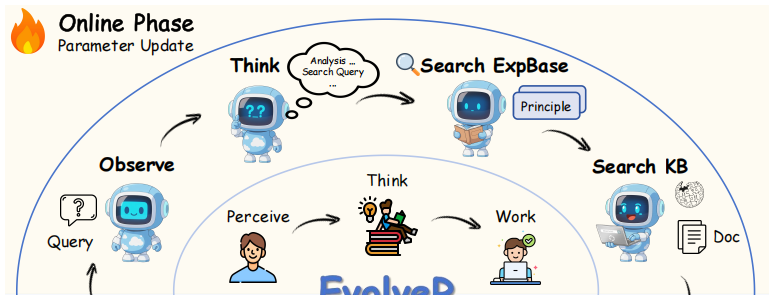 Online Phase
Parameter Update
Think
Analysis ...
Search Query
...
Search ExpBase
Principle
Observe
?
Query
??
Search KB
Doc
Think
Perceive
Work
EvolveR